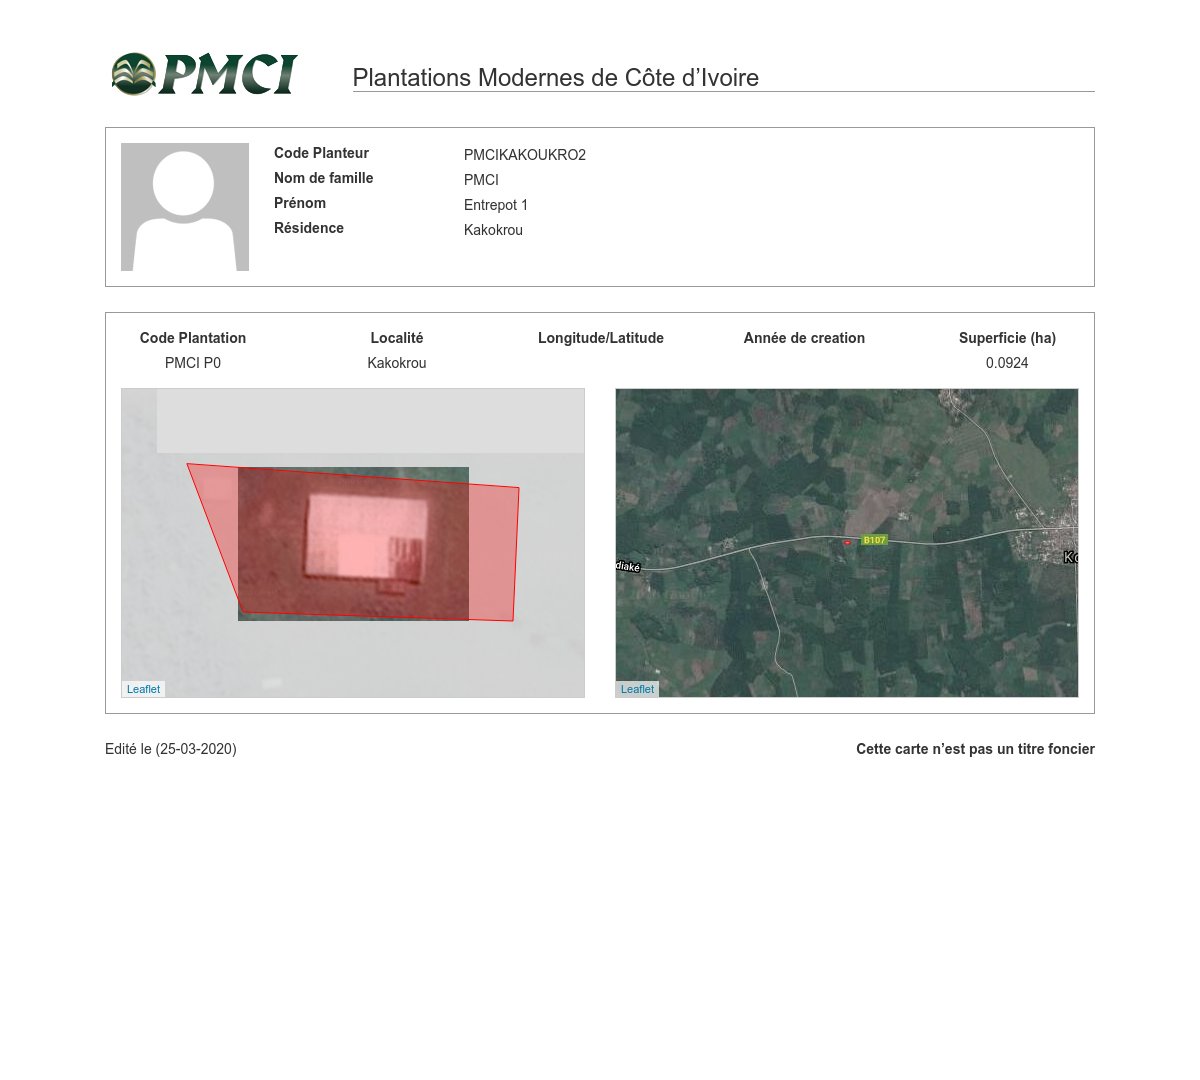 PMCI
Plantations Modernes de Côte d’Ivoire
Code Planteur PMCIKAKOUKRO2
Nom de famille PMCI
Prénom Entrepot 1
Résidence Kakokrou
Code Plantation Localité Longitude/Latitude Année de creation Superficie (ha)
PMCI P0 Kakokrou 0.0924
B107
diaké
Ko
Leaflet
Leaflet
Edité le (25-03-2020)
Cette carte n’est pas un titre foncier